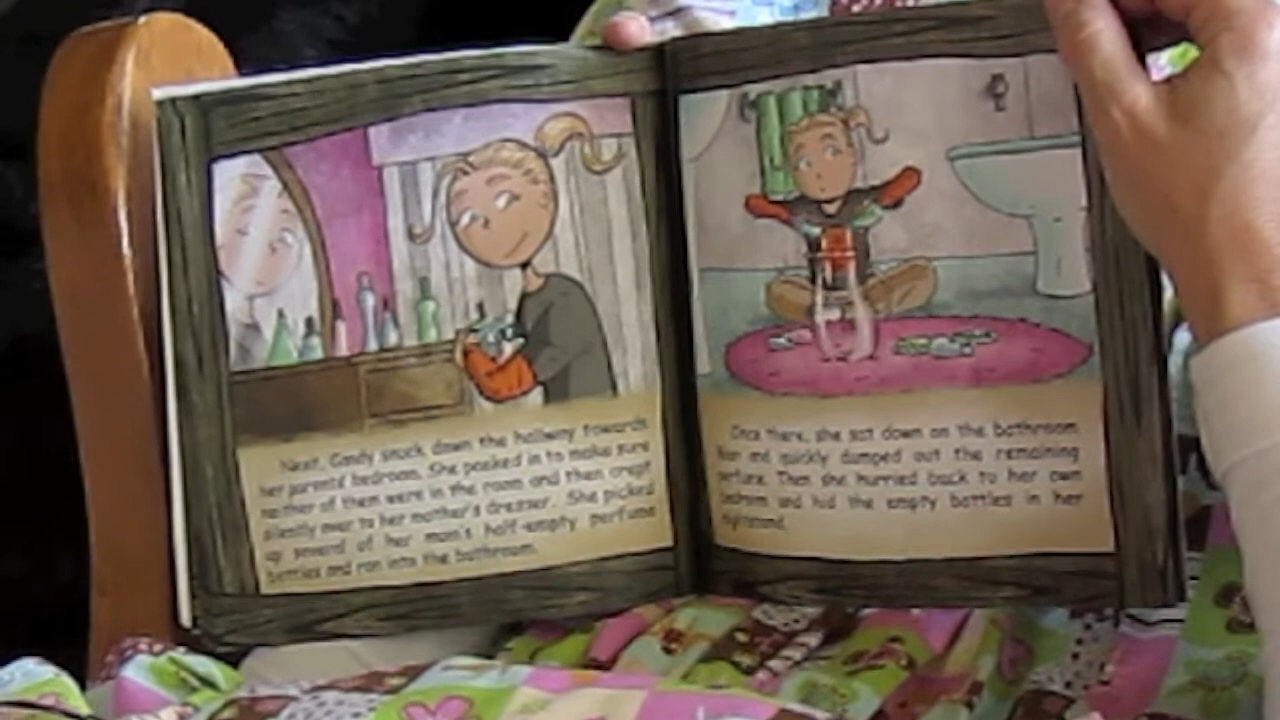 Next, Candy snuck down the hallway towards
her parents' bedroom. She peeked in to make sure
neither of them were in the room and then crept
silently over to her mother's dresser. She picked
up several of her mom's half-empty perfume
bottles and ran into the bathroom.
Once there, she sat down on the bathroom
floor and quickly dumped out the remaining
perfume. Then she hurried back to her own
bedroom and hid the empty bottles in her
nightstand.